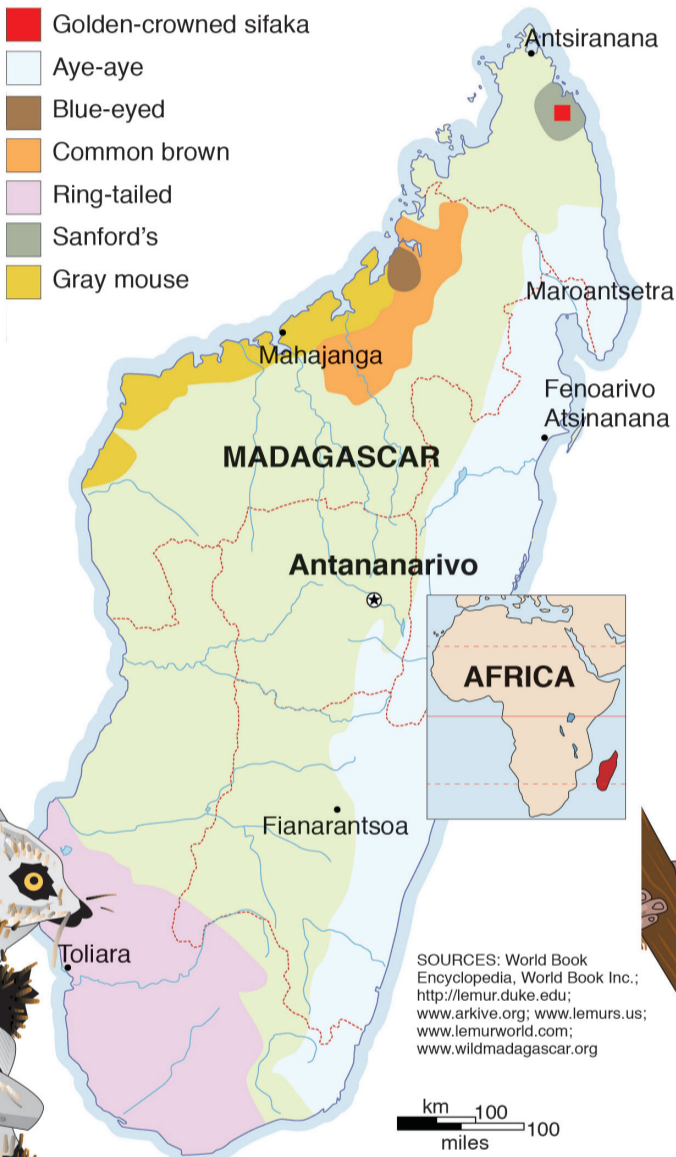 Golden-crowned sifaka
Aye-aye
Blue-eyed
Common brown
Ring-tailed
Sanford's
Gray mouse
Antsiranana
Maroantsetra
Mahajanga
Fenoarivo
Atsinanana
MADAGASCAR
Antananarivo
AFRICA
Fianarantsoa
Toliara
SOURCES: World Book
Encyclopedia, World Book Inc.;
http://lemur.duke.edu;
www.arkive.org; www.lemurs.us;
www.lemurworld.com;
www.wildmadagascar.org
km 100
100
miles